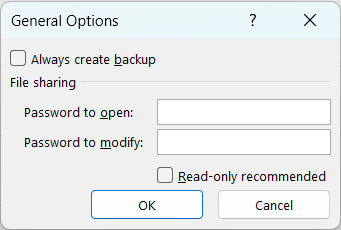 General Options ?
Always create backup
File sharing
Password to open:
Password to modify:
Read-only recommended
OK Cancel